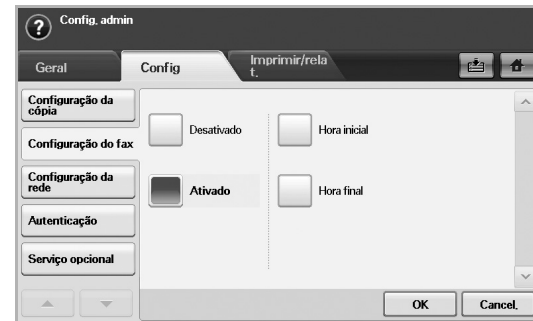 ? Config. admin
Geral
Config
Imprimir/rela
t.
Configuração da
cópia
Configuração do fax
Configuração da
rede
Autenticação
Serviço opcional
Desativado
Hora inicial
Ativado
Hora final
OK
Cancel.